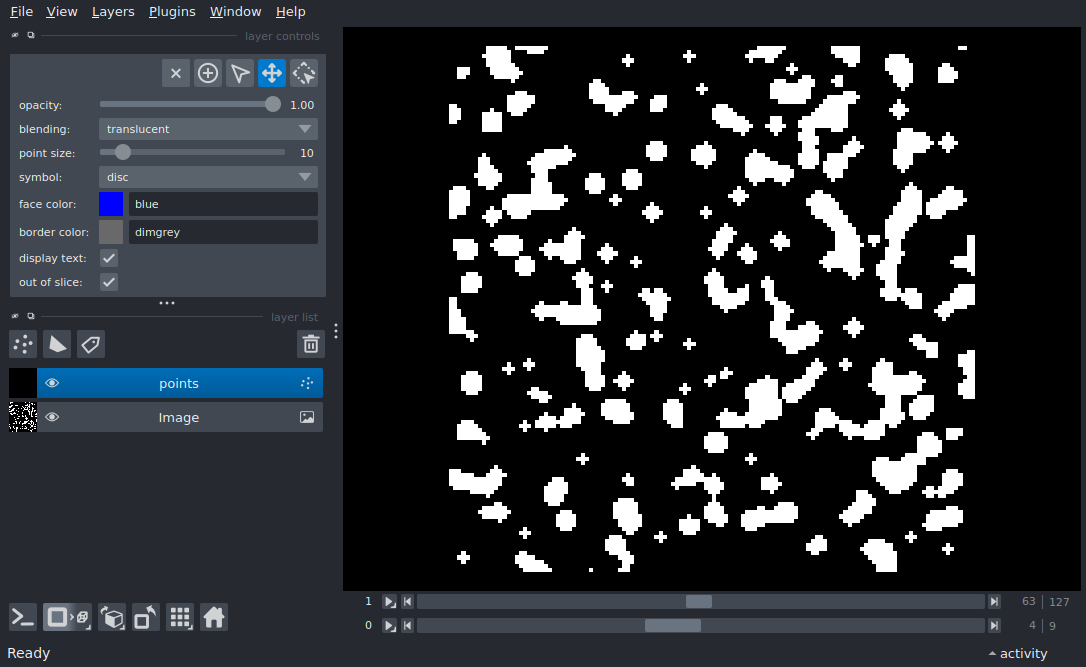 File View Layers Plugins Window Help
layer controls
opacity: 1.00
blending: translucent
point size: 10
symbol: disc
face color: blue
border color: dimgrey
display text:
out of slice:
layer list
points
Image
1 63 127
0 4 9
Ready activity